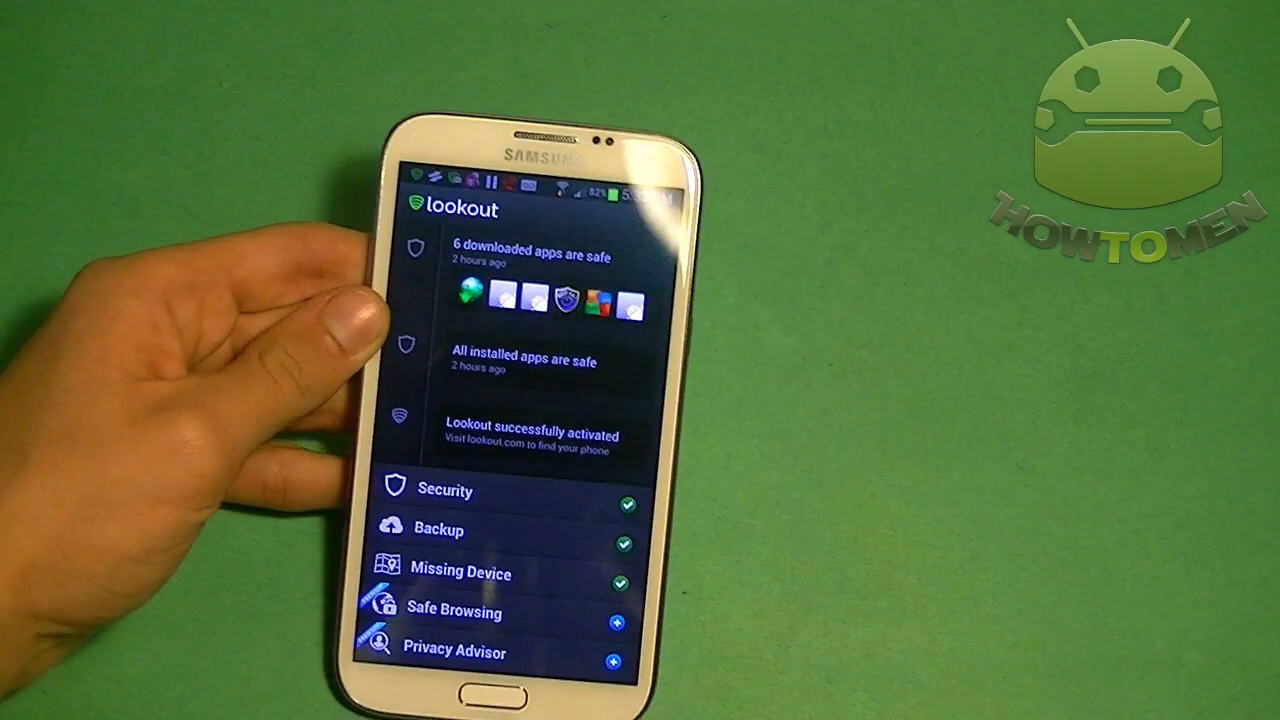 SAMSUNG
82%
lookout
6 downloaded apps are safe
2 hours ago
All installed apps are safe
2 hours ago
Lookout successfully activated
Visit lookout.com to find your phone
Security
Backup
Missing Device
Safe Browsing
Privacy Advisor
HOWTOMEN